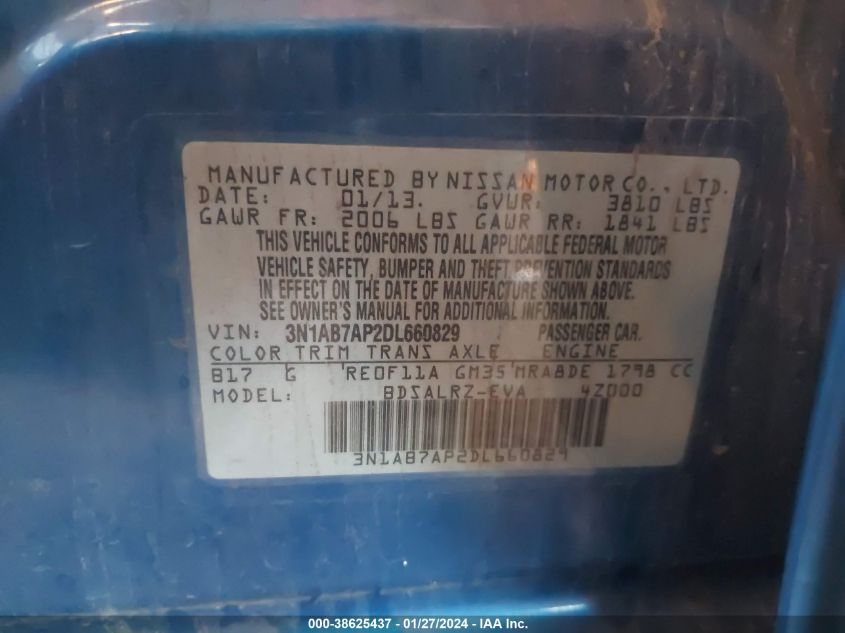 MANUFACTURED BY NISSAN MOTOR CO., LTD.
DATE: 01/13. GVWR: 3810 LBS
GAWR FR: 2006 LBS GAWR RR: 1841 LBS
THIS VEHICLE CONFORMS TO ALL APPLICABLE FEDERAL MOTOR
VEHICLE SAFETY, BUMPER AND THEFT PREVENTION STANDARDS
IN EFFECT ON THE DATE OF MANUFACTURE SHOWN ABOVE.
SEE OWNER'S MANUAL FOR ADDITIONAL INFORMATION.
VIN: 3N1AB7AP2DL660829 PASSENGER CAR.
COLOR TRIM TRANS AXLE ENGINE
B17 G RE0F11A GM35 MRA8DE 1798 CC
MODEL: BDSALRZ-EVA 4Z000
3N1AB7AP2DL660829
000-38625437 - 01/27/2024 - IAA Inc.